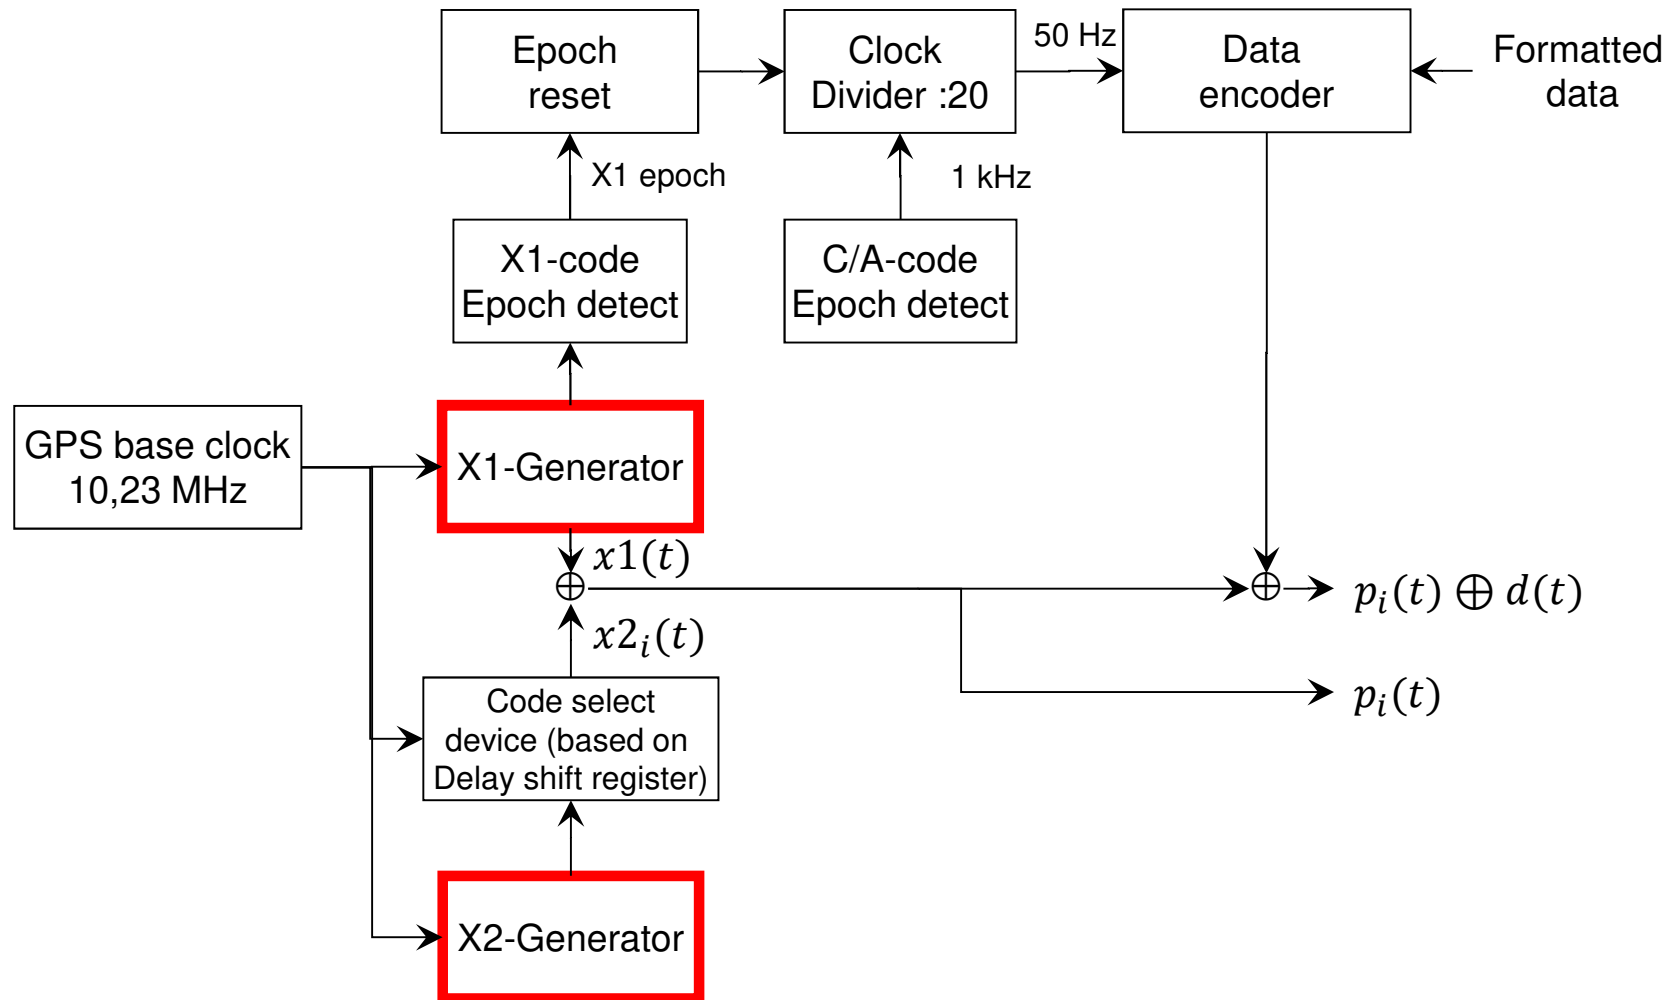 Epoch
reset
Clock
Divider :20
50 Hz
Data
encoder
Formatted
data
X1 epoch
1 kHz
X1-code
Epoch detect
C/A-code
Epoch detect
GPS base clock
10,23 MHz
X1-Generator
x1(t)
⊕
⊕
p_i(t) ⊕ d(t)
x2_i(t)
Code select
device (based on
Delay shift register)
p_i(t)
X2-Generator